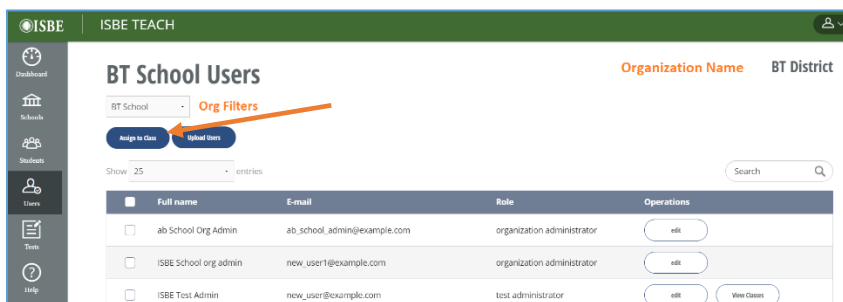 ISBE ISBE TEACH
Dashboard
Schools
Students
Users
Tests
Help
BT School Users
Organization Name BT District
BT School Org Filters
Assign to Class Upload Users
Show 25 entries Search
Full name E-mail Role Operations
ab School Org Admin ab_school_admin@example.com organization administrator edit
ISBE School org admin new_user1@example.com organization administrator edit
ISBE Test Admin new_user@example.com test administrator edit View Classes